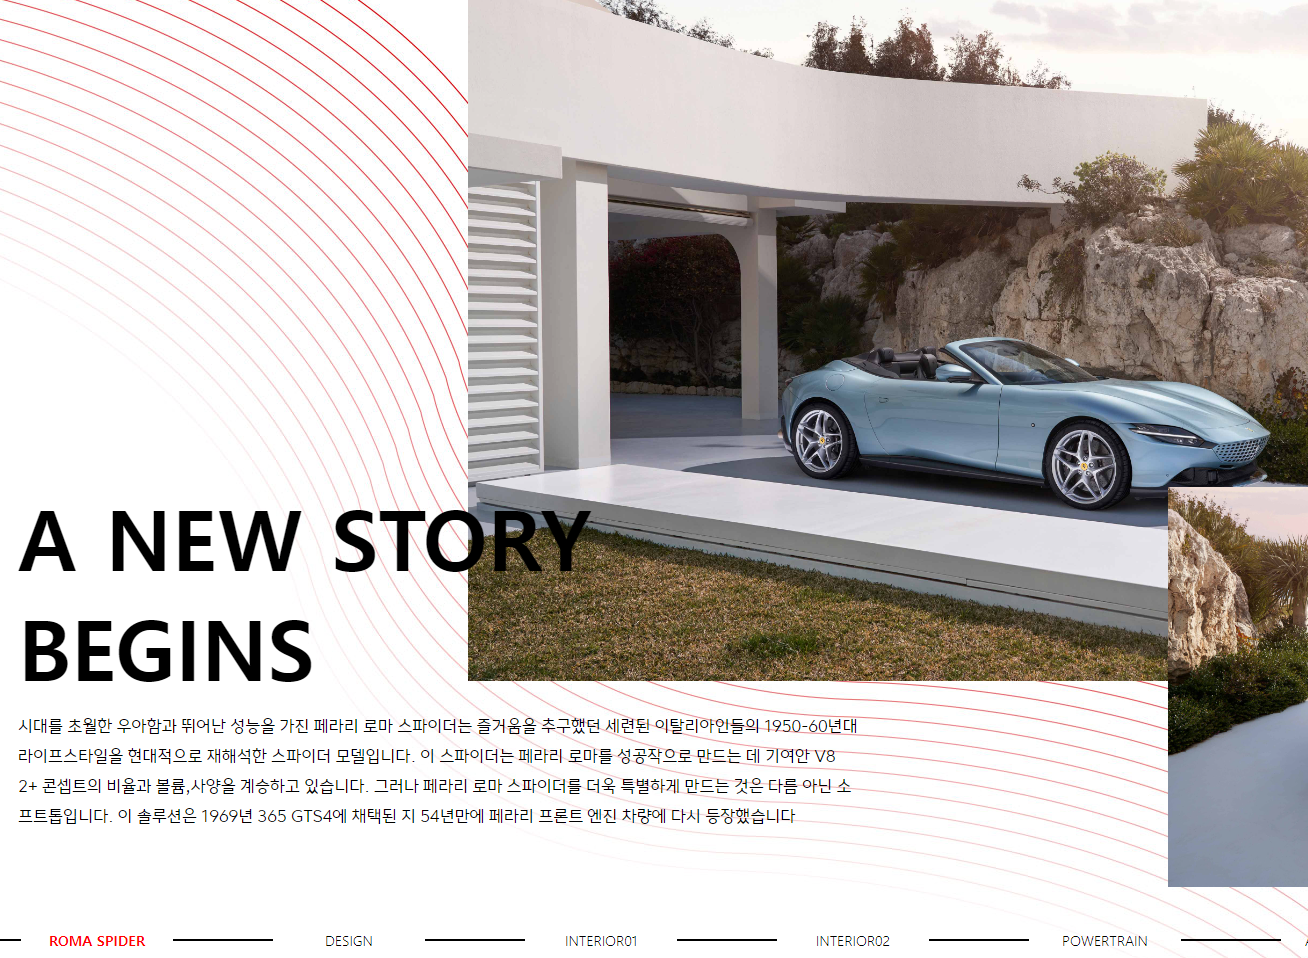 A NEW STORY
BEGINS
시대를 초월한 우아함과 뛰어난 성능을 가진 페라리 로마 스파이더는 즐거움을 추구했던 세련된 이탈리아인들의 1950-60년대
라이프스타일을 현대적으로 재해석한 스파이더 모델입니다. 이 스파이더는 페라리 로마를 성공작으로 만드는 데 기여안 V8
2+ 콘셉트의 비율과 볼륨,사양을 계승하고 있습니다. 그러나 페라리 로마 스파이더를 더욱 특별하게 만드는 것은 다름 아닌 소
프트톱입니다. 이 솔루션은 1969년 365 GTS4에 채택된 지 54년만에 페라리 프론트 엔진 차량에 다시 등장했습니다
ROMA SPIDER DESIGN INTERIOR01 INTERIOR02 POWERTRAIN